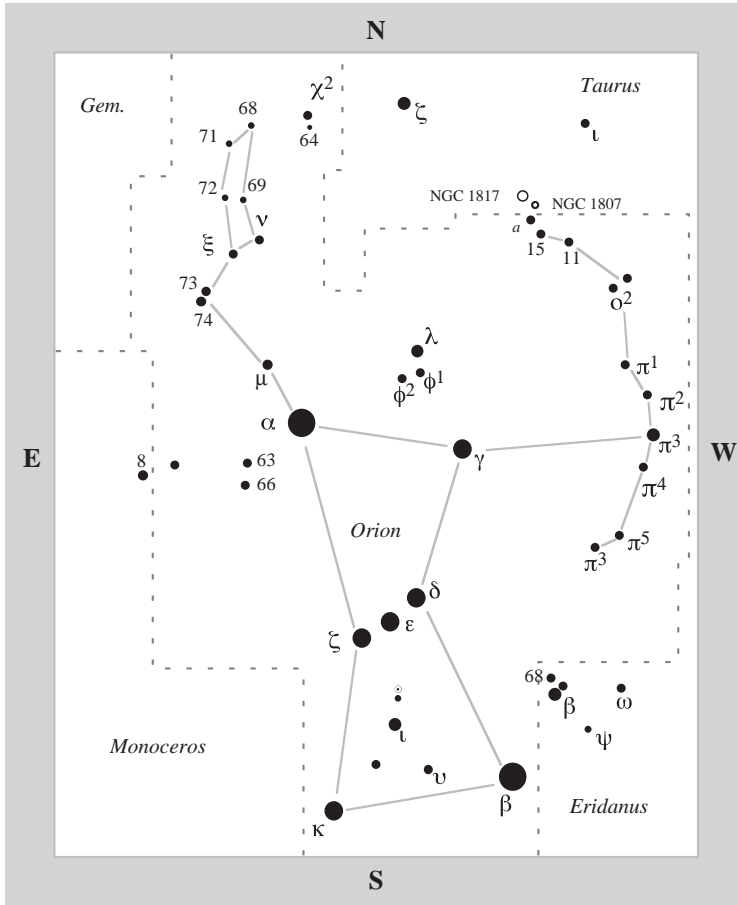 N
Gem.
Taurus
χ²
68
ζ
ι
71
64
NGC 1817
NGC 1807
72
69
a
ν
15
11
ξ
73
ο²
74
λ
π¹
μ
φ²
φ¹
π²
α
π³
E
8
63
γ
W
66
π⁴
Orion
π⁵
π³
δ
ε
ζ
68
β
ω
ι
ψ
Monoceros
υ
β
Eridanus
κ
S